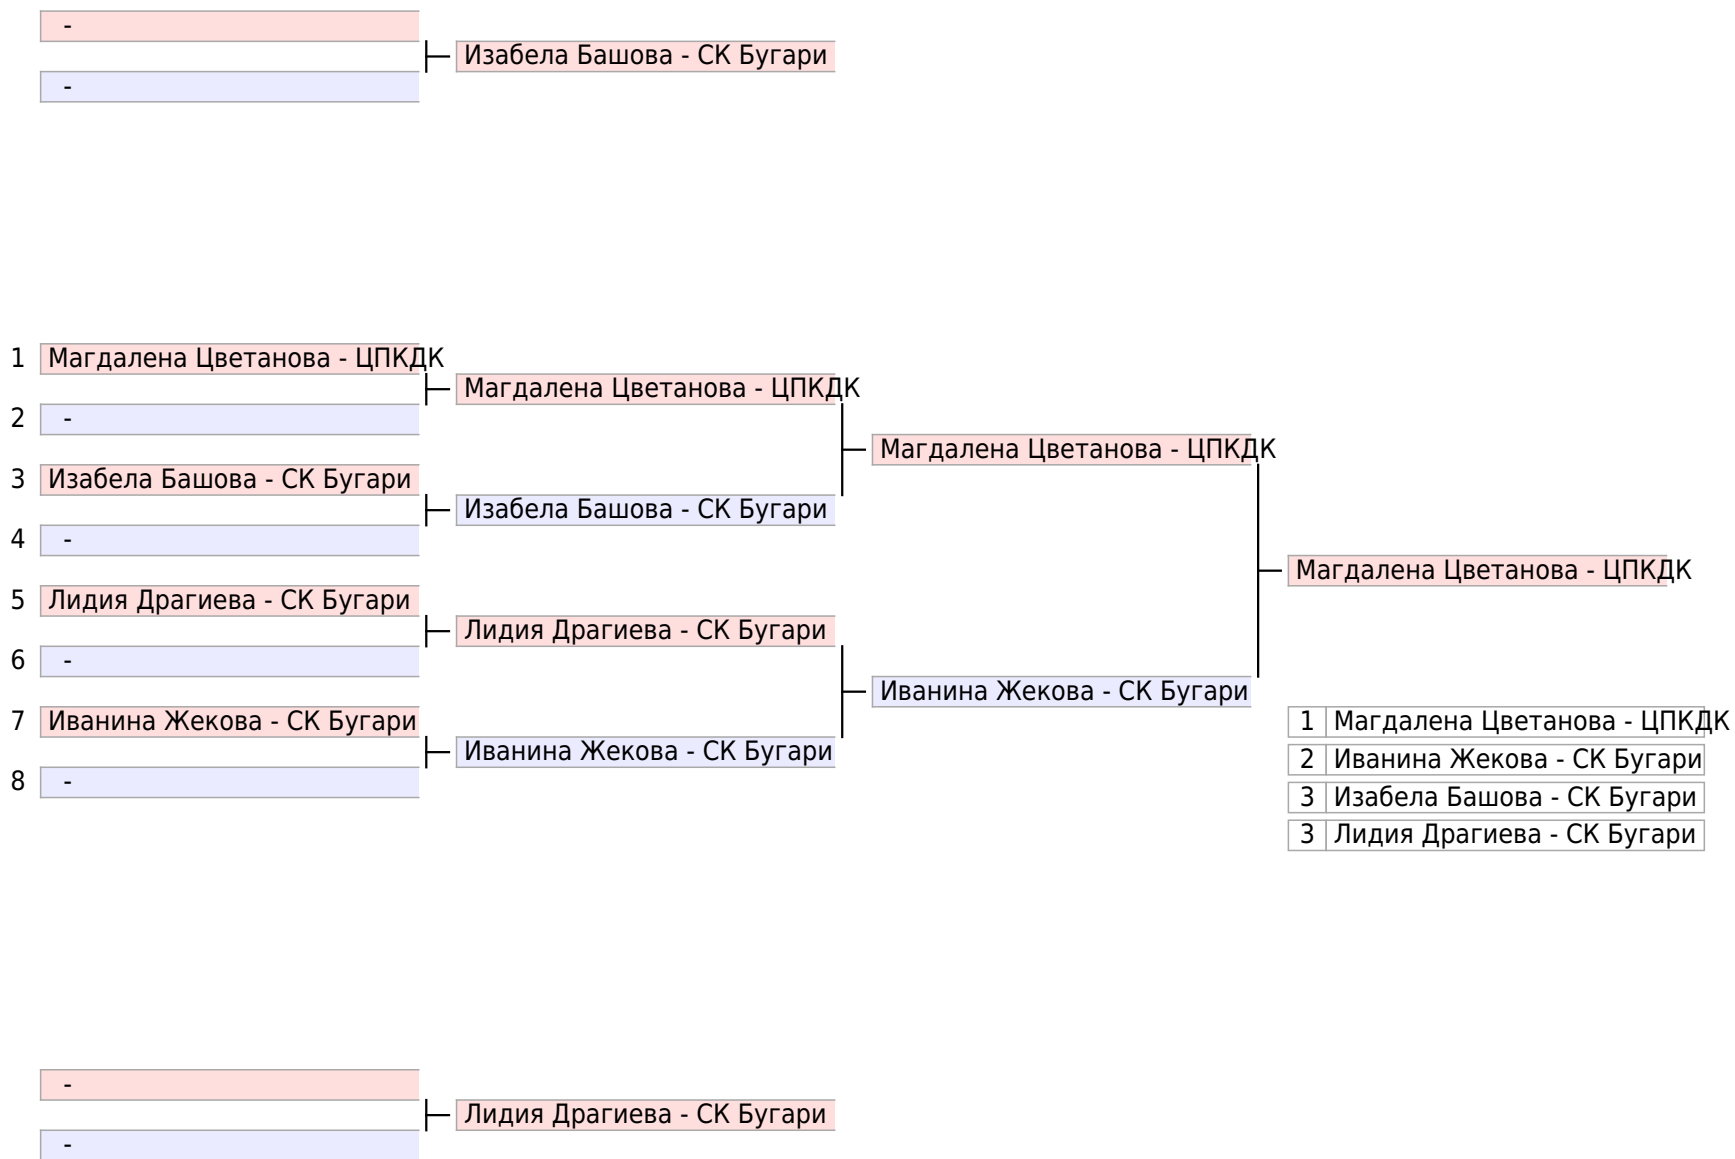 -
Изабела Башова - СК Бугари
-
1 Магдалена Цветанова - ЦПКДК
Магдалена Цветанова - ЦПКДК
2 -
Магдалена Цветанова - ЦПКДК
3 Изабела Башова - СК Бугари
Изабела Башова - СК Бугари
4 -
Магдалена Цветанова - ЦПКДК
5 Лидия Драгиева - СК Бугари
Лидия Драгиева - СК Бугари
6 -
Иванина Жекова - СК Бугари
7 Иванина Жекова - СК Бугари
Иванина Жекова - СК Бугари
8 -
1 Магдалена Цветанова - ЦПКДК
2 Иванина Жекова - СК Бугари
3 Изабела Башова - СК Бугари
3 Лидия Драгиева - СК Бугари
-
Лидия Драгиева - СК Бугари
-